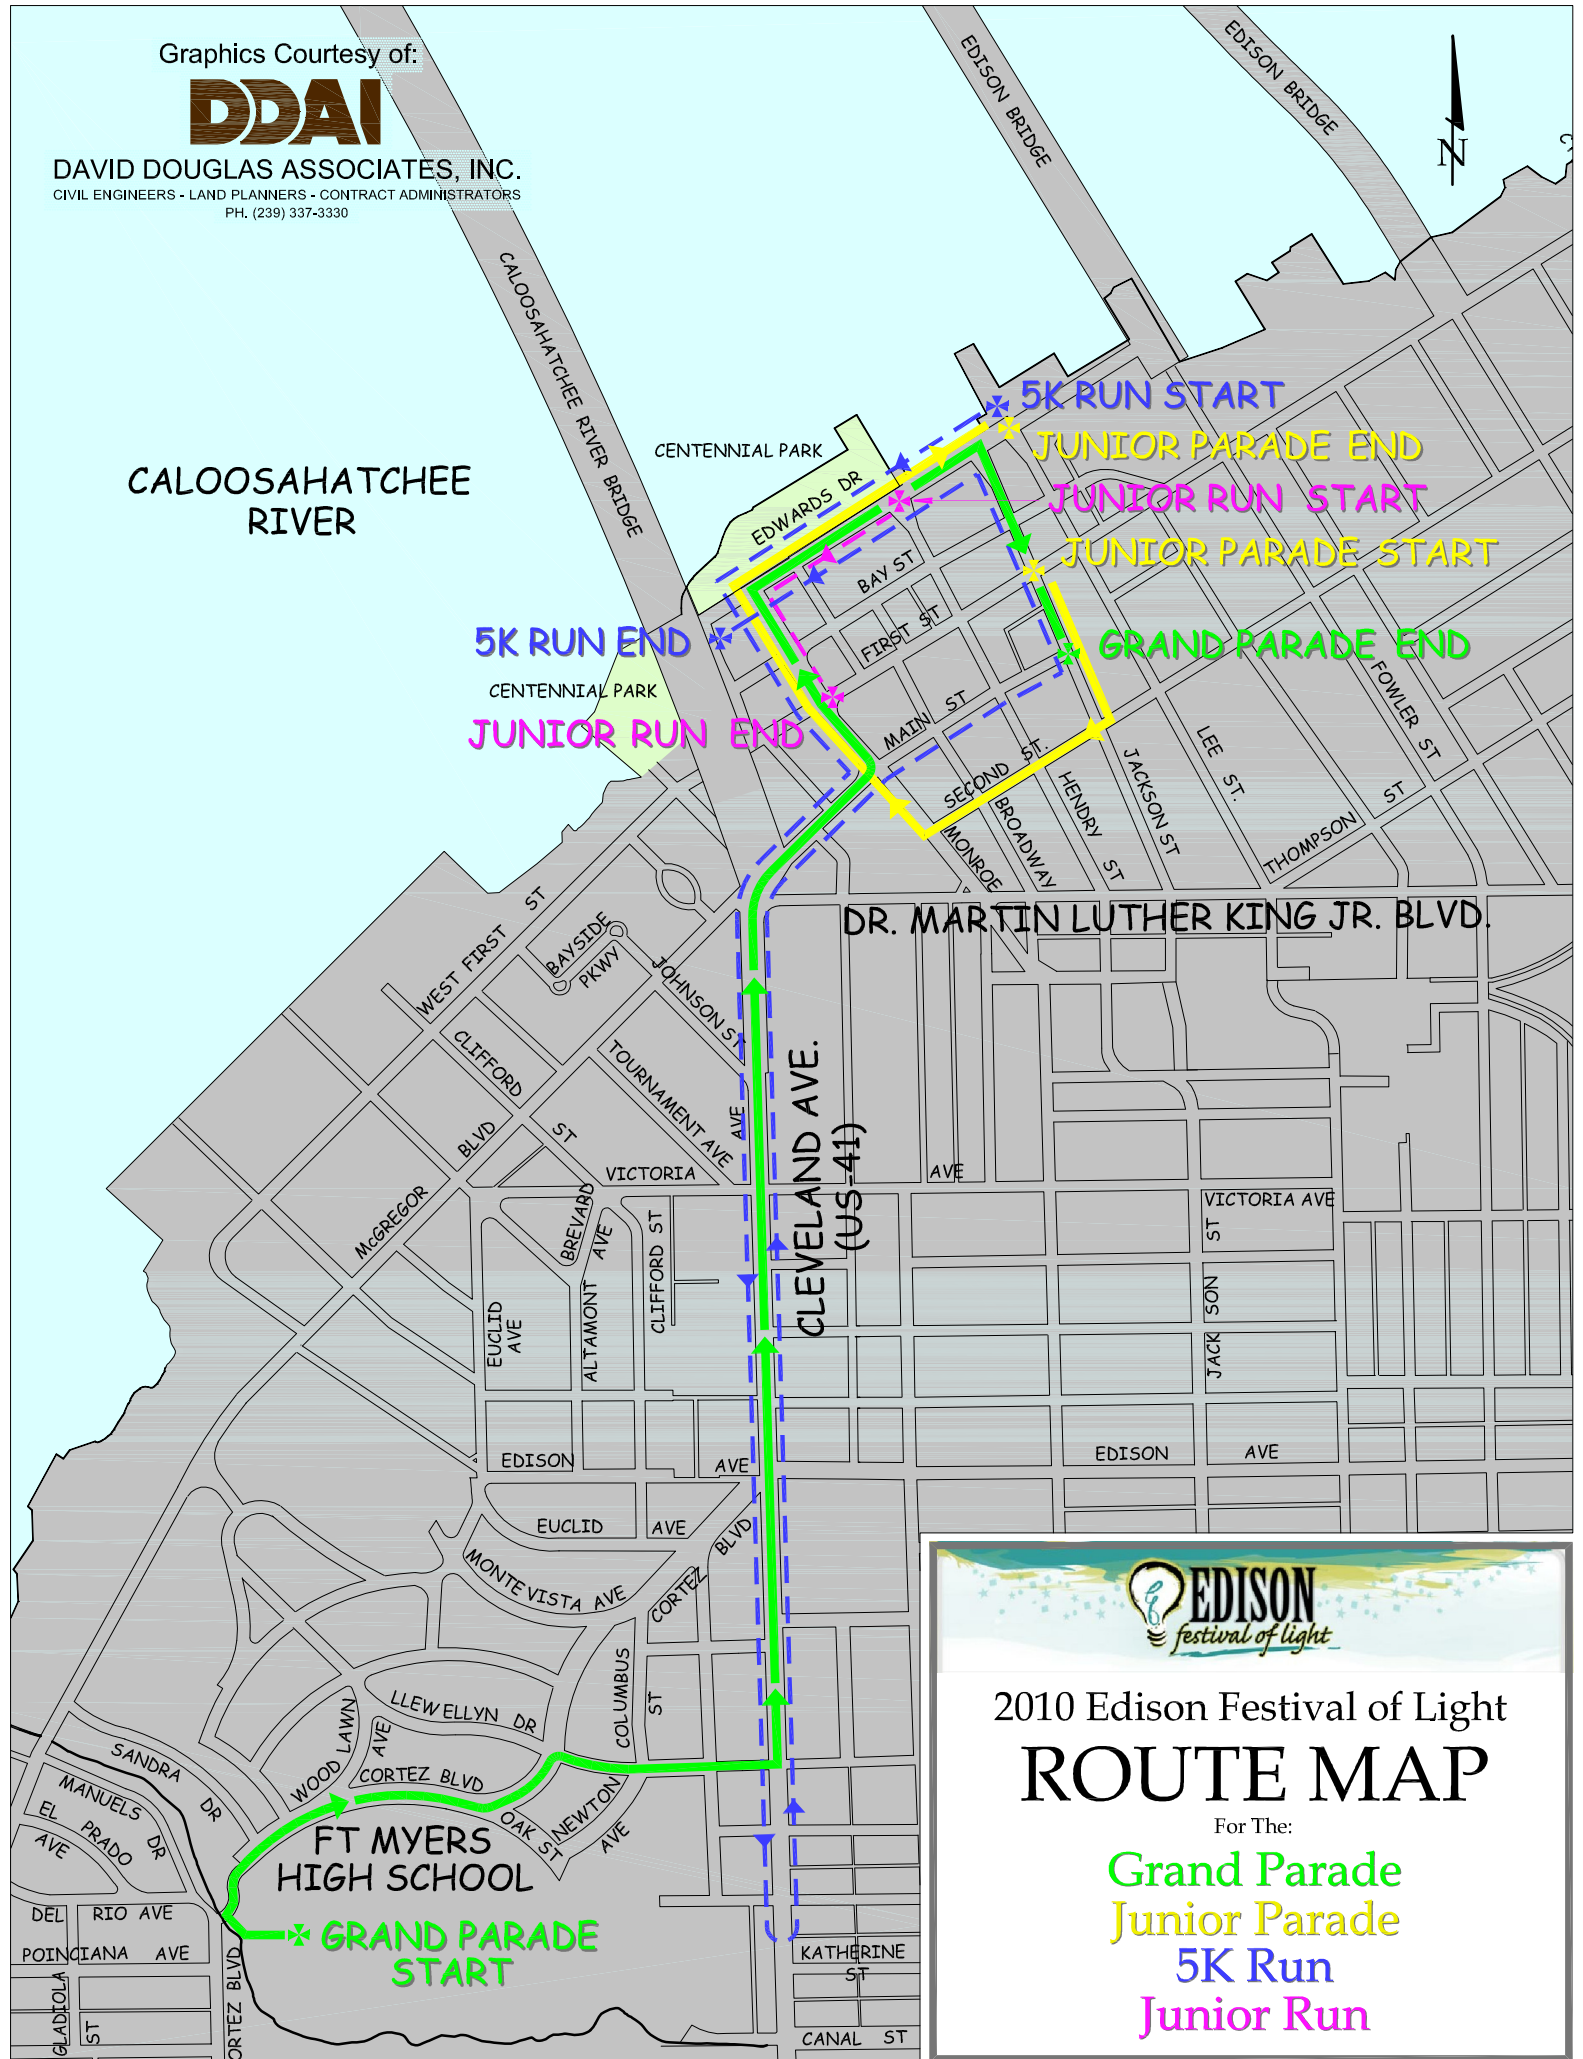 Graphics Courtesy of:
DDAI
DAVID DOUGLAS ASSOCIATES, INC.
CIVIL ENGINEERS - LAND PLANNERS - CONTRACT ADMINISTRATORS
PH. (239) 337-3330
EDISON BRIDGE
EDISON BRIDGE
N
CALOOSAHATCHEE RIVER BRIDGE
CALOOSAHATCHEE
RIVER
5K RUN START
CENTENNIAL PARK
JUNIOR PARADE END
EDWARDS DR
JUNIOR RUN START
JUNIOR PARADE START
BAY ST
FIRST ST
5K RUN END
GRAND PARADE END
CENTENNIAL PARK
JUNIOR RUN END
MAIN ST
FOWLER ST
LEE ST.
SECOND ST.
JACKSON ST
HENDRY ST
BROADWAY
MONROE
THOMPSON ST
DR. MARTIN LUTHER KING JR. BLVD.
WEST FIRST ST
BAYSIDE
PKWY
JOHNSON ST
CLIFFORD ST
TOURNAMENT AVE
AVE
CLEVELAND AVE.
(US-41)
McGREGOR BLVD
VICTORIA
AVE
VICTORIA AVE
BREVARD
AVE
CLIFFORD ST
ST
JACK SON
EUCLID
AVE
ALTAMONT
EDISON
AVE
EDISON
AVE
EUCLID
AVE
MONTE VISTA AVE
CORTEZ BLVD
COLUMBUS
ST
LLEWELLYN DR
WOOD LAWN
AVE
CORTEZ BLVD
SANDRA DR
MANUELS DR
EL PRADO
AVE
OAK ST
NEWTON
AVE
FT MYERS
HIGH SCHOOL
DEL RIO AVE
POINCIANA AVE
GRAND PARADE
START
GLADIOLA
ST
CORTEZ BLVD
KATHERINE
ST
CANAL ST
EDISON
festival of light
2010 Edison Festival of Light
ROUTE MAP
For The:
Grand Parade
Junior Parade
5K Run
Junior Run